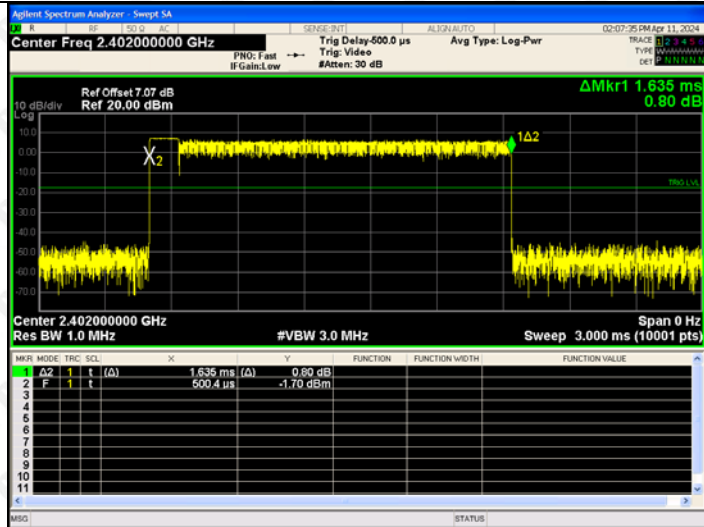 Agilent Spectrum Analyzer - Swept SA
R RF 50 Ω AC SENSE:INT ALIGN AUTO 02:07:35 PM Apr 11, 2024
Center Freq 2.402000000 GHz
PNO: Fast
IFGain:Low
Trig Delay-500.0 µs
Trig: Video
#Atten: 30 dB
Avg Type: Log-Pwr
TRACE 1 2 3 4 5 6
TYPE
DET P N N N N N
Ref Offset 7.07 dB
10 dB/div Ref 20.00 dBm
ΔMkr1 1.635 ms
0.80 dB
Log
10.0
0.00
-10.0
-20.0
-30.0
-40.0
-50.0
-60.0
-70.0
X2
1Δ2
TRIG LVL
Center 2.402000000 GHz Span 0 Hz
Res BW 1.0 MHz #VBW 3.0 MHz Sweep 3.000 ms (10001 pts)
MKR MODE TRC SCL X Y FUNCTION FUNCTION WIDTH FUNCTION VALUE
1 Δ2 1 t (Δ) 1.635 ms (Δ) 0.80 dB
2 F 1 t 500.4 µs -1.70 dBm
3
4
5
6
7
8
9
10
11
MSG STATUS